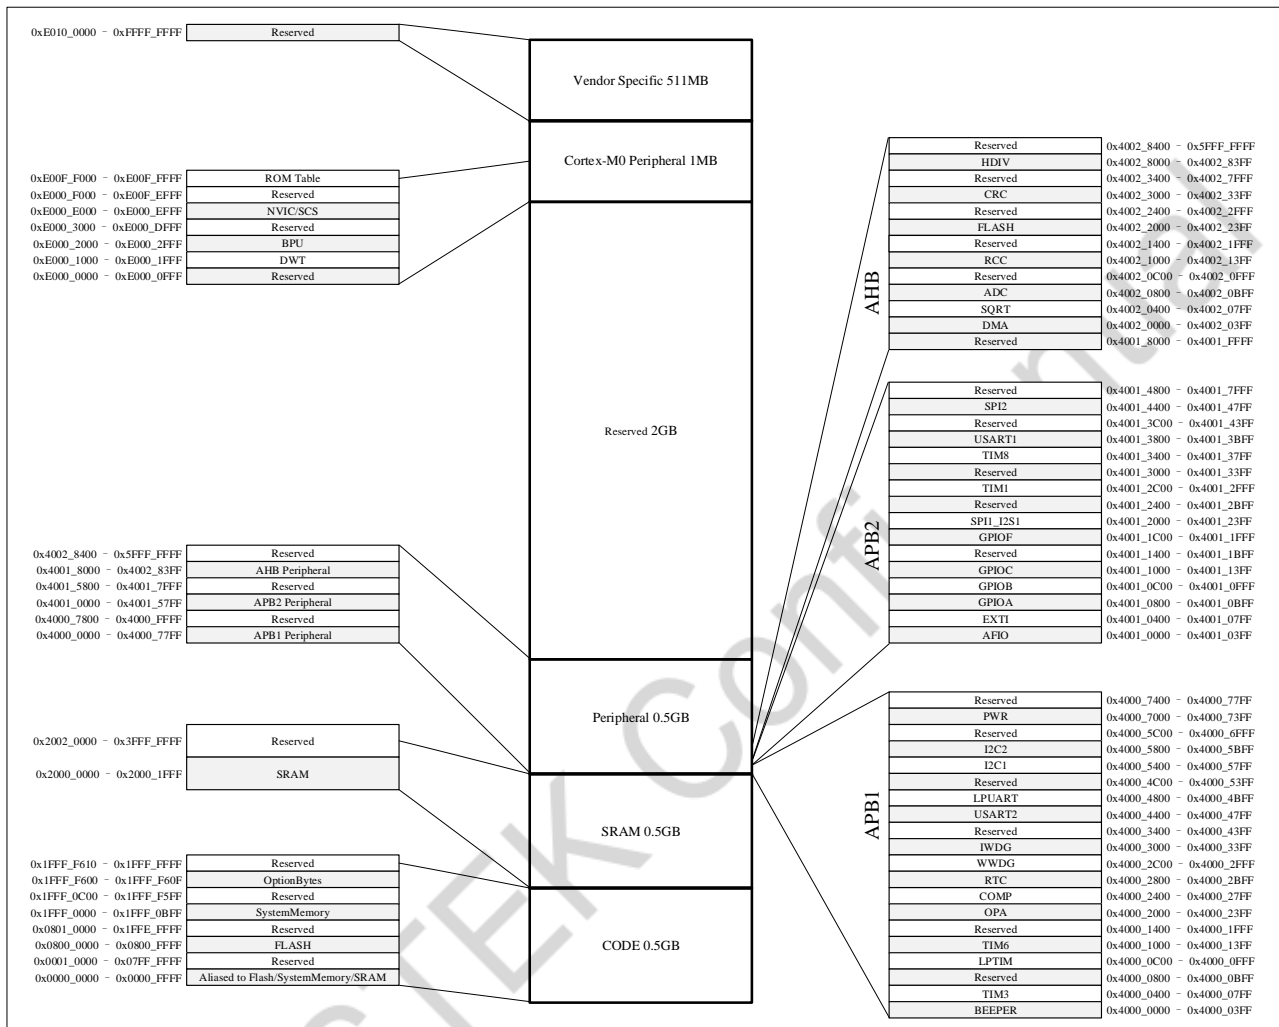 0xE010_0000 - 0xFFFF_FFFF Reserved
Vendor Specific 511MB
Cortex-M0 Peripheral 1MB
0xE00F_F000 - 0xE00F_FFFF ROM Table
0xE000_F000 - 0xE00F_EFFF Reserved
0xE000_E000 - 0xE000_EFFF NVIC/SCS
0xE000_3000 - 0xE000_DFFF Reserved
0xE000_2000 - 0xE000_2FFF BPU
0xE000_1000 - 0xE000_1FFF DWT
0xE000_0000 - 0xE000_0FFF Reserved
Reserved 2GB
0x4002_8400 - 0x5FFF_FFFF Reserved
0x4001_8000 - 0x4002_83FF AHB Peripheral
0x4001_5800 - 0x4001_7FFF Reserved
0x4001_0000 - 0x4001_57FF APB2 Peripheral
0x4000_7800 - 0x4000_FFFF Reserved
0x4000_0000 - 0x4000_77FF APB1 Peripheral
Peripheral 0.5GB
0x2002_0000 - 0x3FFF_FFFF Reserved
0x2000_0000 - 0x2000_1FFF SRAM
SRAM 0.5GB
0x1FFF_F610 - 0x1FFF_FFFF Reserved
0x1FFF_F600 - 0x1FFF_F60F OptionBytes
0x1FFF_0C00 - 0x1FFF_F5FF Reserved
0x1FFF_0000 - 0x1FFF_0BFF SystemMemory
0x0801_0000 - 0x1FFE_FFFF Reserved
0x0800_0000 - 0x0800_FFFF FLASH
0x0001_0000 - 0x07FF_FFFF Reserved
0x0000_0000 - 0x0000_FFFF Aliased to Flash/SystemMemory/SRAM
CODE 0.5GB
AHB
Reserved 0x4002_8400 - 0x5FFF_FFFF
HDIV 0x4002_8000 - 0x4002_83FF
Reserved 0x4002_3400 - 0x4002_7FFF
CRC 0x4002_3000 - 0x4002_33FF
Reserved 0x4002_2400 - 0x4002_2FFF
FLASH 0x4002_2000 - 0x4002_23FF
Reserved 0x4002_1400 - 0x4002_1FFF
RCC 0x4002_1000 - 0x4002_13FF
Reserved 0x4002_0C00 - 0x4002_0FFF
ADC 0x4002_0800 - 0x4002_0BFF
SQRT 0x4002_0400 - 0x4002_07FF
DMA 0x4002_0000 - 0x4002_03FF
Reserved 0x4001_8000 - 0x4001_FFFF
APB2
Reserved 0x4001_4800 - 0x4001_7FFF
SPI2 0x4001_4400 - 0x4001_47FF
Reserved 0x4001_3C00 - 0x4001_43FF
USART1 0x4001_3800 - 0x4001_3BFF
TIM8 0x4001_3400 - 0x4001_37FF
Reserved 0x4001_3000 - 0x4001_33FF
TIM1 0x4001_2C00 - 0x4001_2FFF
Reserved 0x4001_2400 - 0x4001_2BFF
SPI1_I2S1 0x4001_2000 - 0x4001_23FF
GPIOF 0x4001_1C00 - 0x4001_1FFF
Reserved 0x4001_1400 - 0x4001_1BFF
GPIOC 0x4001_1000 - 0x4001_13FF
GPIOB 0x4001_0C00 - 0x4001_0FFF
GPIOA 0x4001_0800 - 0x4001_0BFF
EXTI 0x4001_0400 - 0x4001_07FF
AFIO 0x4001_0000 - 0x4001_03FF
APB1
Reserved 0x4000_7400 - 0x4000_77FF
PWR 0x4000_7000 - 0x4000_73FF
Reserved 0x4000_5C00 - 0x4000_6FFF
I2C2 0x4000_5800 - 0x4000_5BFF
I2C1 0x4000_5400 - 0x4000_57FF
Reserved 0x4000_4C00 - 0x4000_53FF
LPUART 0x4000_4800 - 0x4000_4BFF
USART2 0x4000_4400 - 0x4000_47FF
Reserved 0x4000_3400 - 0x4000_43FF
IWDG 0x4000_3000 - 0x4000_33FF
WWDG 0x4000_2C00 - 0x4000_2FFF
RTC 0x4000_2800 - 0x4000_2BFF
COMP 0x4000_2400 - 0x4000_27FF
OPA 0x4000_2000 - 0x4000_23FF
Reserved 0x4000_1400 - 0x4000_1FFF
TIM6 0x4000_1000 - 0x4000_13FF
LPTIM 0x4000_0C00 - 0x4000_0FFF
Reserved 0x4000_0800 - 0x4000_0BFF
TIM3 0x4000_0400 - 0x4000_07FF
BEEPER 0x4000_0000 - 0x4000_03FF